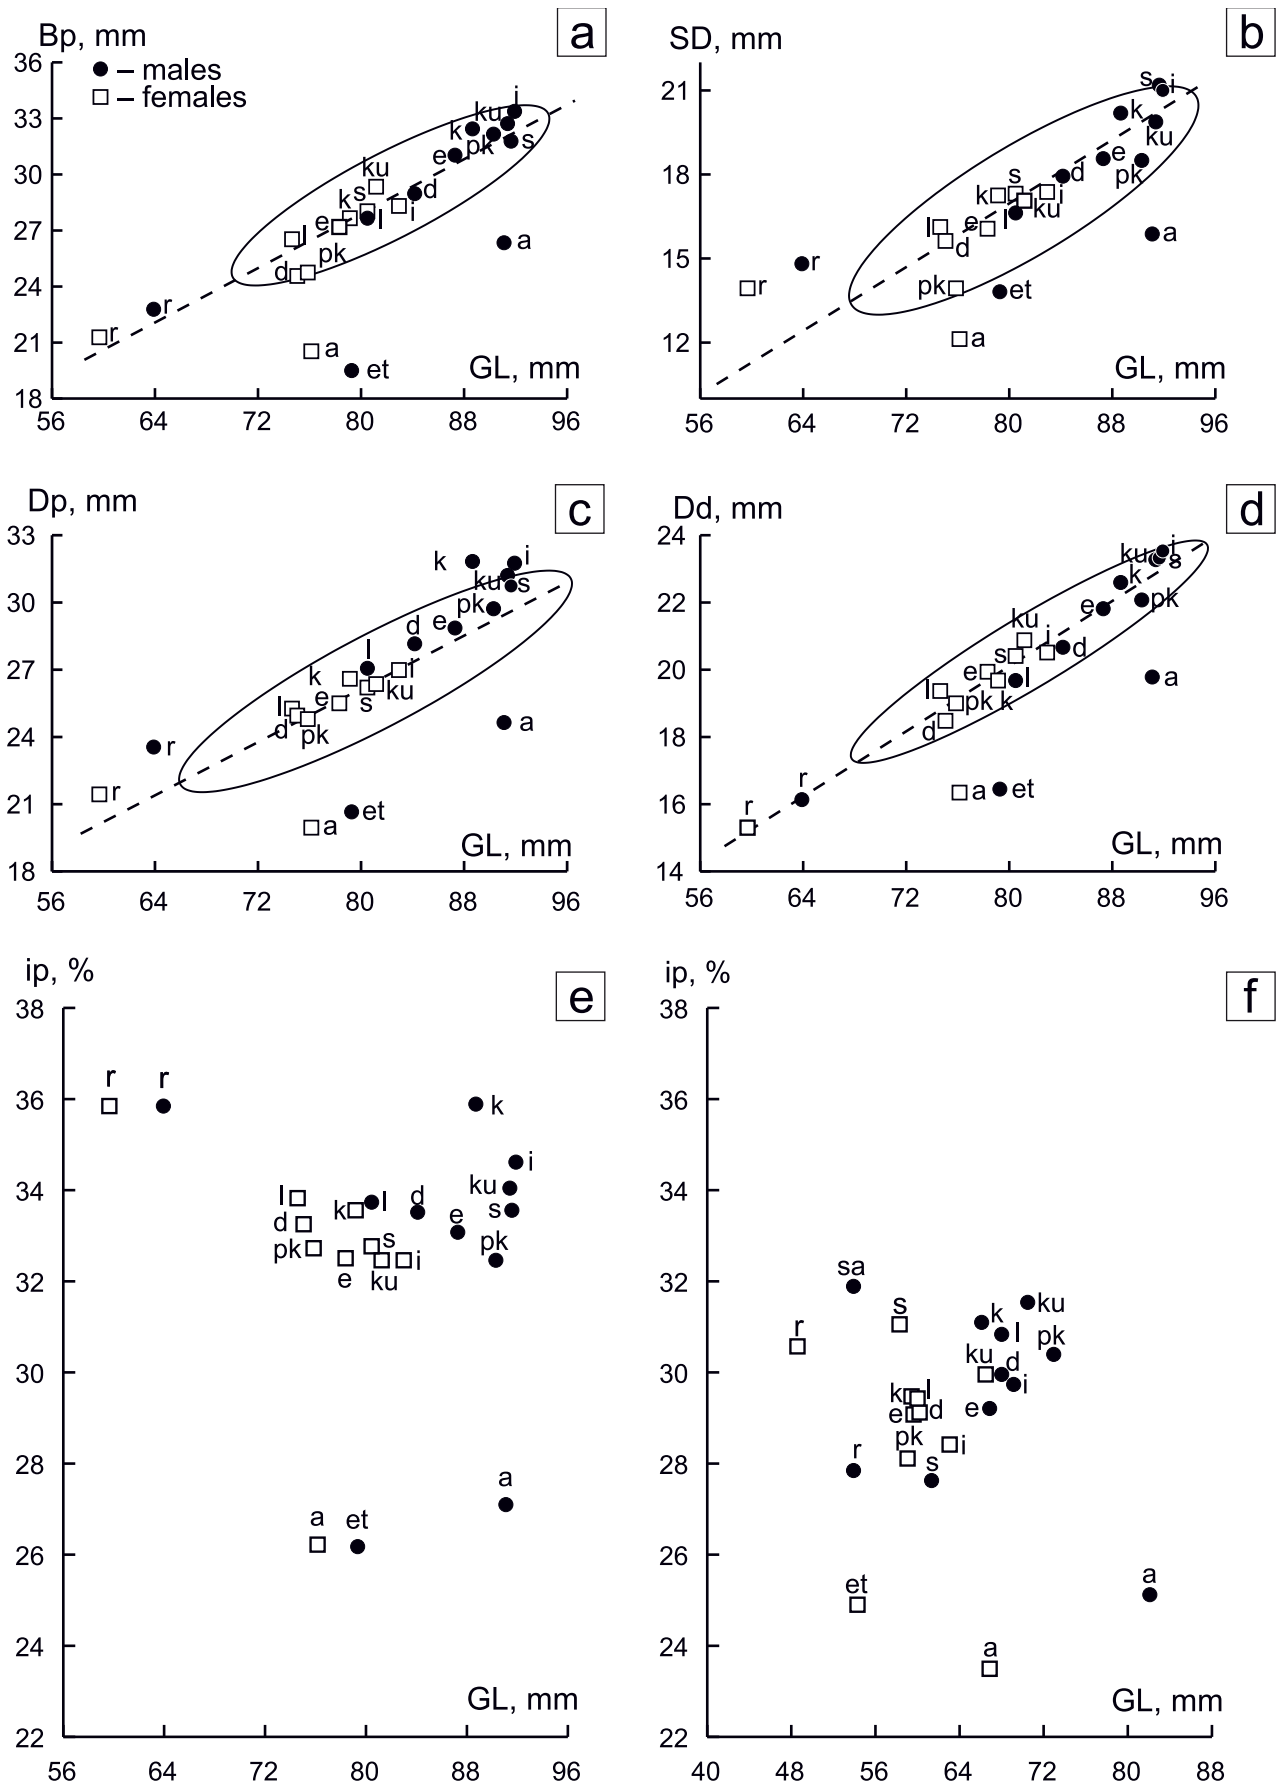 Bp, mm
a
36
33
30
27
24
21
18
● – males
□ – females
i
ku
k
pk
s
e
ku
d
k
s
l
i
e
l
pk
d
r
r
a
a
et
GL, mm
56 64 72 80 88 96
SD, mm
b
21
18
15
12
s
i
k
ku
e
pk
d
s
k
i
ku
l
l
e
d
a
r
r
pk
et
a
GL, mm
56 64 72 80 88 96
Dp, mm
c
33
30
27
24
21
18
k
i
ku
s
pk
e
d
l
k
i
s
ku
e
l
d
pk
r
r
a
a
et
GL, mm
56 64 72 80 88 96
Dd, mm
d
24
22
20
18
16
14
ku
i
s
k
pk
e
ku
i
s
d
e
l
k
l
pk
d
a
r
r
a
et
GL, mm
56 64 72 80 88 96
ip, %
e
38
36
34
32
30
28
26
24
22
r
r
k
i
ku
l
k
l
d
s
d
e
pk
pk
s
e
ku
i
a
a
et
GL, mm
56 64 72 80 88 96
ip, %
f
38
36
34
32
30
28
26
24
22
sa
s
r
k
ku
l
pk
ku
d
i
k
l
e
d
e
pk
i
r
s
et
a
a
GL, mm
40 48 56 64 72 80 88